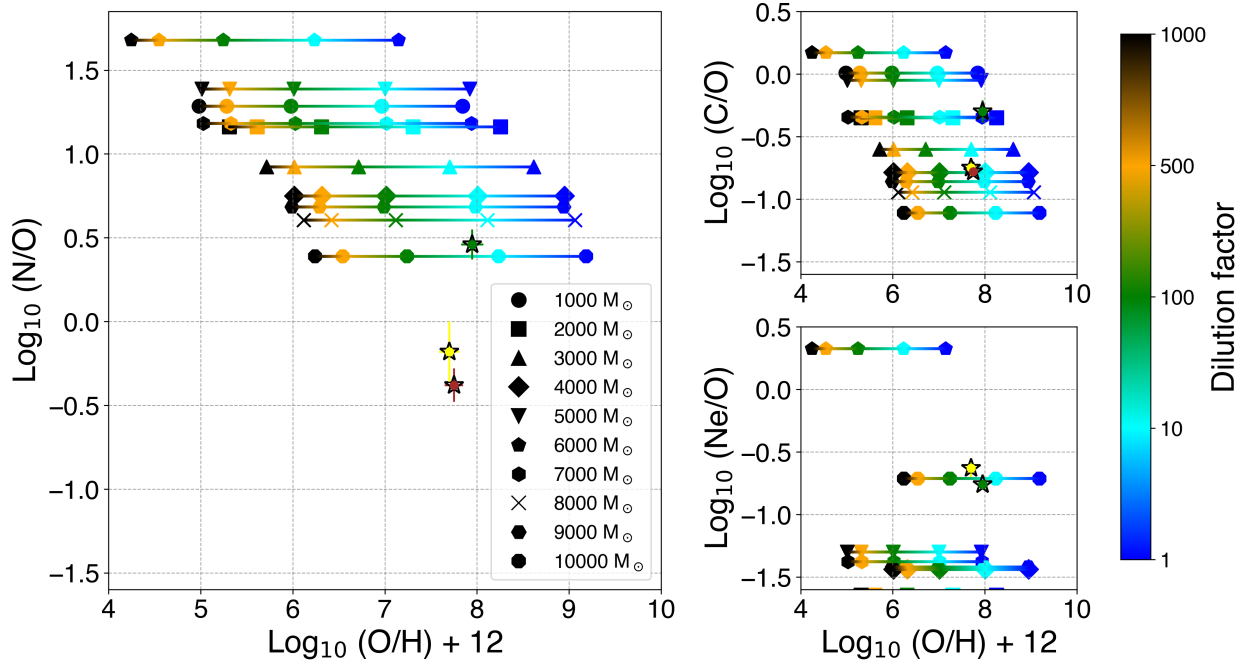 Log₁₀ (N/O)
1.5
1.0
0.5
0.0
−0.5
−1.0
−1.5
4 5 6 7 8 9 10
Log₁₀ (O/H) + 12
1000 M⊙
2000 M⊙
3000 M⊙
4000 M⊙
5000 M⊙
6000 M⊙
7000 M⊙
8000 M⊙
9000 M⊙
10000 M⊙
Log₁₀ (C/O)
0.5
0.0
−0.5
−1.0
−1.5
4 6 8 10
Log₁₀ (Ne/O)
0.5
0.0
−0.5
−1.0
−1.5
4 6 8 10
Log₁₀ (O/H) + 12
1000
500
100
10
1
Dilution factor